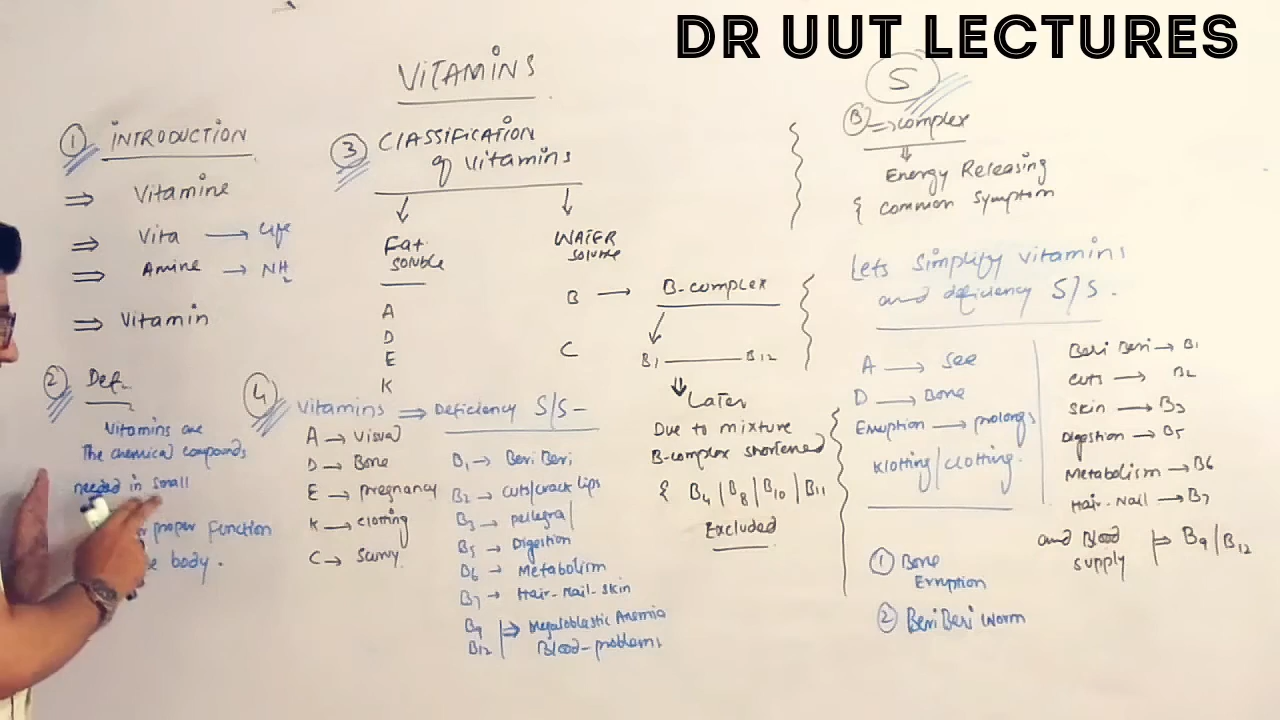 DR UUT LECTURES
VITAMINS
1 INTRODUCTION
⇒ Vitamine
⇒ Vita → Life
⇒ Amine → NH2
⇒ Vitamin
2 Def.
Vitamins are
The chemical compounds
needed in small
proper function
body.
3 CLASSIFICATION
of Vitamins
Fat soluble
A
D
E
K
WATER soluble
B → B-complex
C
B1 — B12
Later
Due to mixture
B-complex shortened
{ B4 | B8 | B10 | B11
Excluded
4 Vitamins ⇒ Deficiency S/S -
A → Visual
D → Bone
E → pregnancy
K → clotting
C → Scurvy.
B1 → Beri Beri
B2 → cuts/crack lips
B3 → pellegra/
B5 → Digestion
B6 → Metabolism
B7 → Hair-Nail-skin
B9
B12 ⇒ Megaloblastic Anemia
Blood-problems
5
B ⇒ complex
Energy Releasing
{ Common Symptom
Lets Simplify vitamins
and deficiency S/S.
A → See
D → Bone
Erruption → prolongs
Klotting/clotting.
1 Bone
Erruption
2 BeriBeri worm
Beri Beri → B1
cuts → B2
Skin → B3
Digestion → B5
Metabolism → B6
Hair-Nail → B7
and Blood
supply ⇒ B9/B12